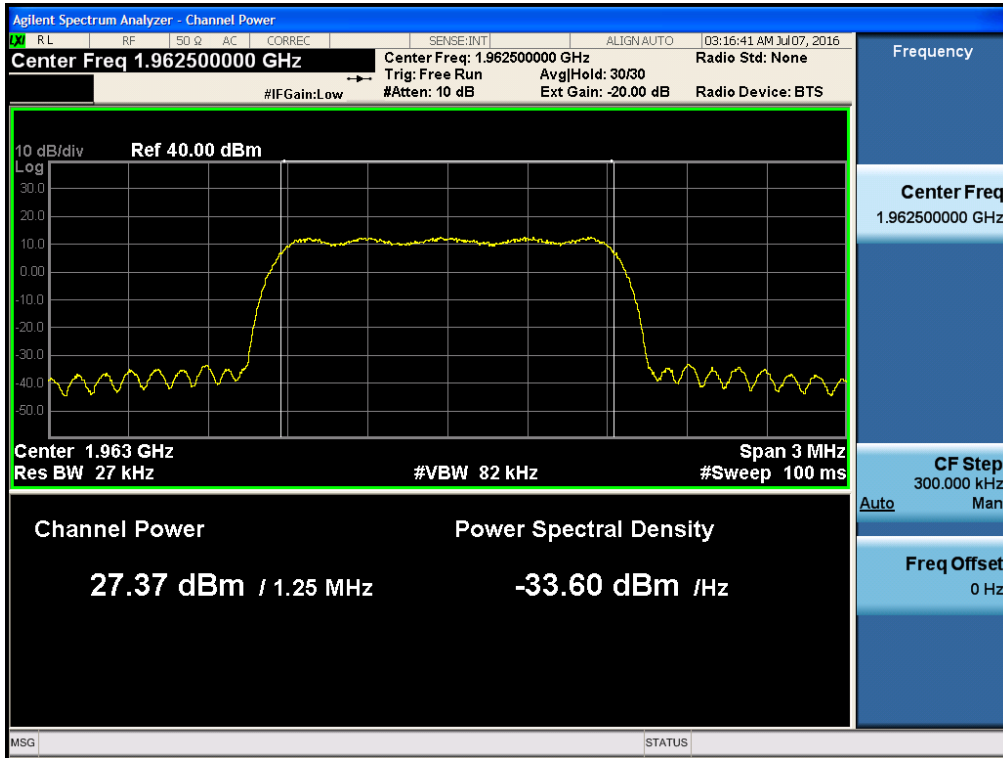 Agilent Spectrum Analyzer - Channel Power
LXI RL RF 50 Ω AC CORREC SENSE:INT ALIGN AUTO 03:16:41 AM Jul 07, 2016
Center Freq 1.962500000 GHz
Center Freq: 1.962500000 GHz Radio Std: None
Trig: Free Run Avg|Hold: 30/30
#IFGain:Low #Atten: 10 dB Ext Gain: -20.00 dB Radio Device: BTS
Frequency
10 dB/div Ref 40.00 dBm
Log
30.0
20.0
10.0
0.00
-10.0
-20.0
-30.0
-40.0
-50.0
Center 1.963 GHz Span 3 MHz
Res BW 27 kHz #VBW 82 kHz #Sweep 100 ms
Channel Power Power Spectral Density
27.37 dBm / 1.25 MHz -33.60 dBm /Hz
Center Freq
1.962500000 GHz
CF Step
300.000 kHz
Auto Man
Freq Offset
0 Hz
MSG STATUS